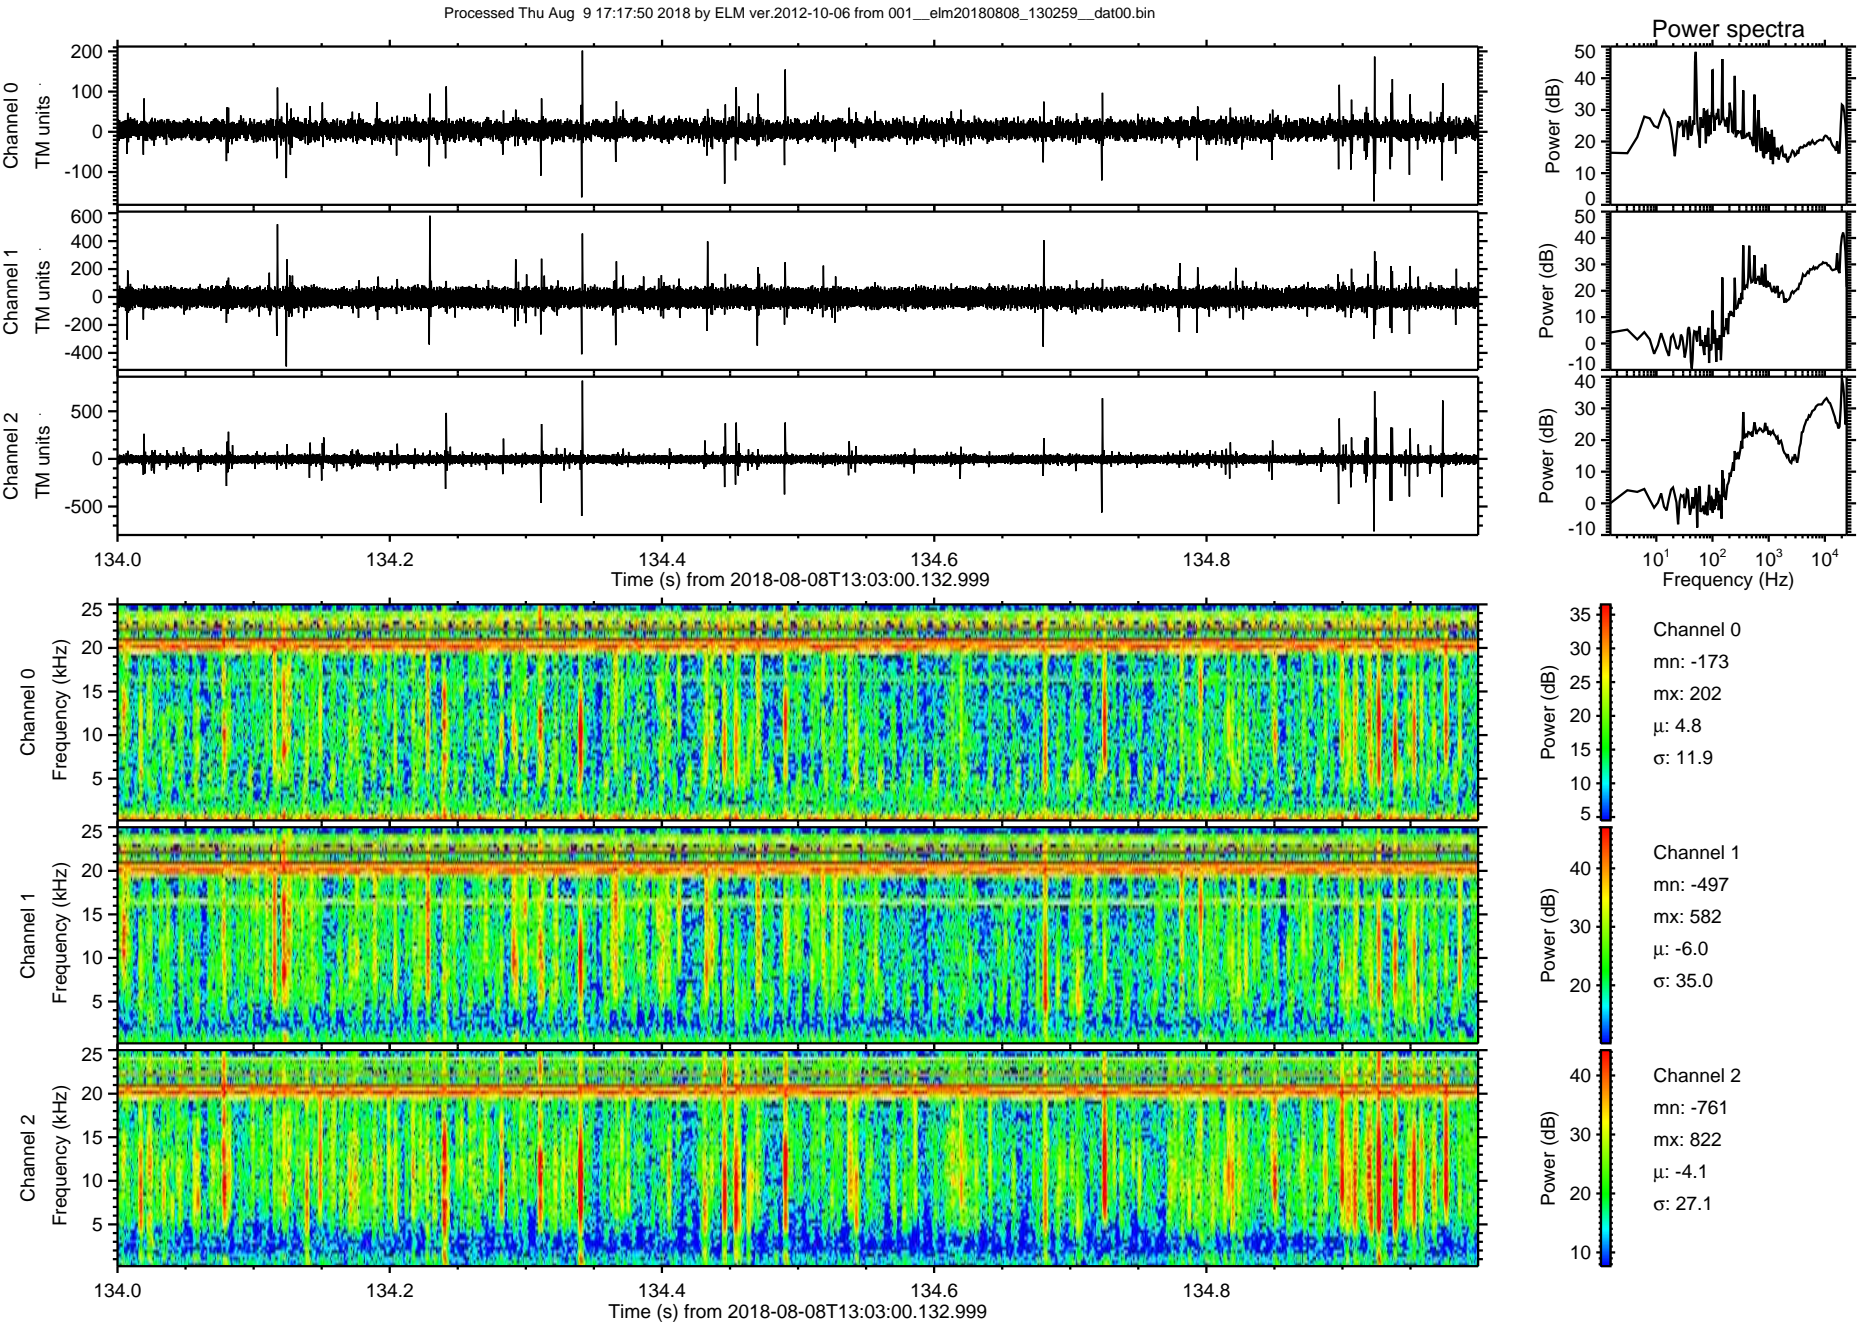 Processed Thu Aug  9 17:17:50 2018 by ELM ver.2012-10-06 from 001__elm20180808_130259__dat00.bin
Power spectra
Channel 0
TM units
200
100
0
-100
Power (dB)
50
40
30
20
10
0
Channel 1
TM units
600
400
200
0
-200
-400
Power (dB)
50
40
30
20
10
0
-10
Channel 2
TM units
500
0
-500
Power (dB)
40
30
20
10
0
-10
134.0 134.2 134.4 134.6 134.8
Time (s) from 2018-08-08T13:03:00.132.999
10¹ 10² 10³ 10⁴
Frequency (Hz)
Channel 0
Frequency (kHz)
25
20
15
10
5
Power (dB)
35
30
25
20
15
10
5
Channel 0
mn: -173
mx: 202
μ: 4.8
σ: 11.9
Channel 1
Frequency (kHz)
25
20
15
10
5
Power (dB)
40
30
20
Channel 1
mn: -497
mx: 582
μ: -6.0
σ: 35.0
Channel 2
Frequency (kHz)
25
20
15
10
5
Power (dB)
40
30
20
10
Channel 2
mn: -761
mx: 822
μ: -4.1
σ: 27.1
134.0 134.2 134.4 134.6 134.8
Time (s) from 2018-08-08T13:03:00.132.999